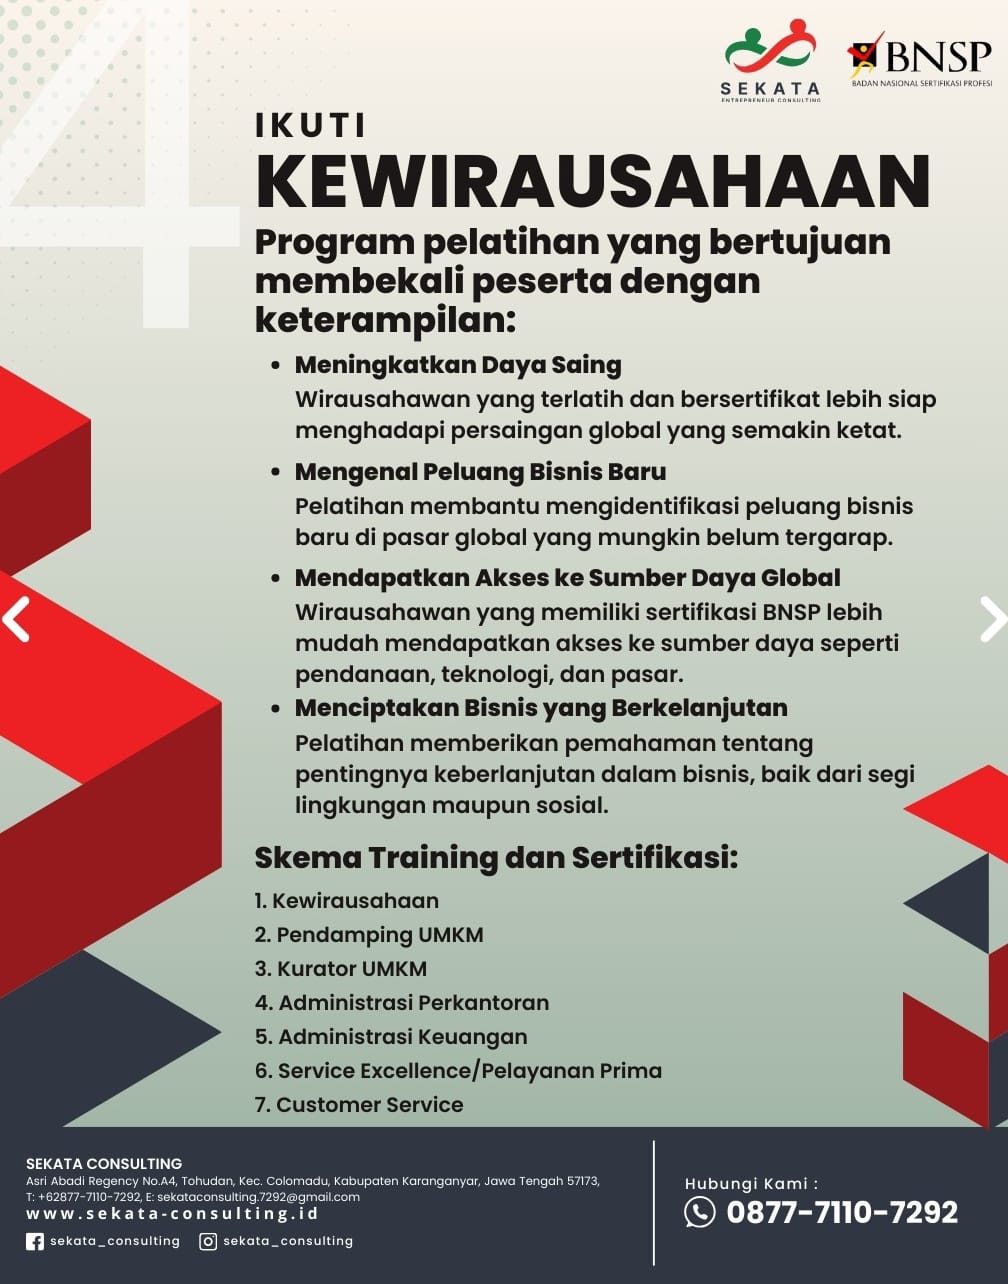 4
SEKATA
ENTREPRENEUR CONSULTING
BNSP
BADAN NASIONAL SERTIFIKASI PROFESI
IKUTI
KEWIRAUSAHAAN
Program pelatihan yang bertujuan
membekali peserta dengan
keterampilan:
• Meningkatkan Daya Saing
Wirausahawan yang terlatih dan bersertifikat lebih siap
menghadapi persaingan global yang semakin ketat.
• Mengenal Peluang Bisnis Baru
Pelatihan membantu mengidentifikasi peluang bisnis
baru di pasar global yang mungkin belum tergarap.
• Mendapatkan Akses ke Sumber Daya Global
Wirausahawan yang memiliki sertifikasi BNSP lebih
mudah mendapatkan akses ke sumber daya seperti
pendanaan, teknologi, dan pasar.
• Menciptakan Bisnis yang Berkelanjutan
Pelatihan memberikan pemahaman tentang
pentingnya keberlanjutan dalam bisnis, baik dari segi
lingkungan maupun sosial.
Skema Training dan Sertifikasi:
1. Kewirausahaan
2. Pendamping UMKM
3. Kurator UMKM
4. Administrasi Perkantoran
5. Administrasi Keuangan
6. Service Excellence/Pelayanan Prima
7. Customer Service
SEKATA CONSULTING
Asri Abadi Regency No.A4, Tohudan, Kec. Colomadu, Kabupaten Karanganyar, Jawa Tengah 57173,
T: +62877-7110-7292, E: sekataconsulting.7292@gmail.com
www.sekata-consulting.id
sekata_consulting sekata_consulting
Hubungi Kami :
0877-7110-7292